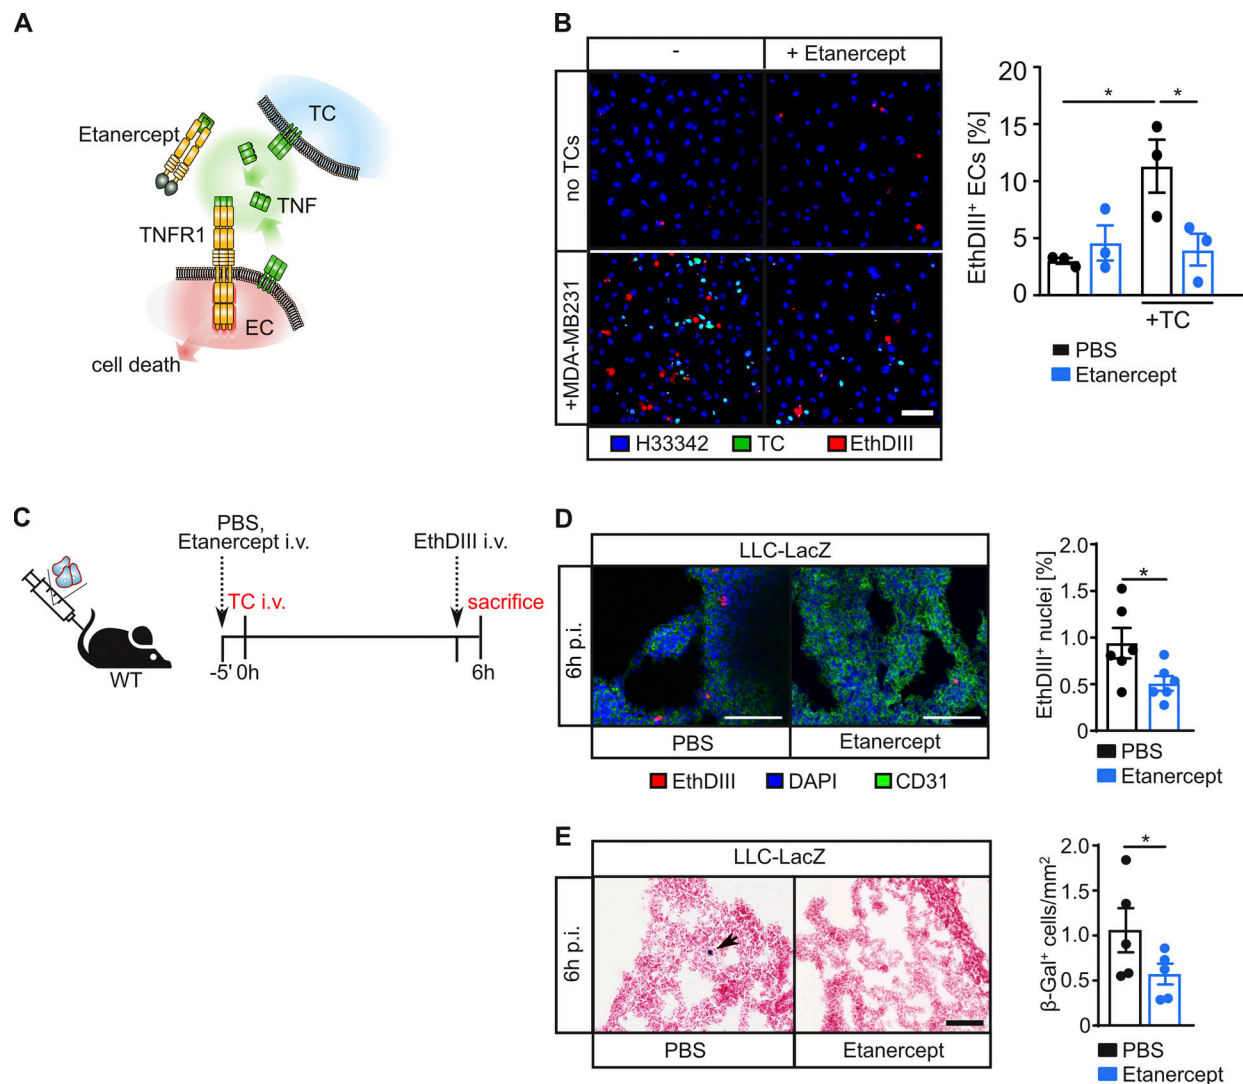 A
Etanercept
TC
TNF
TNFR1
EC
cell death
B
-
+ Etanercept
no TCs
+MDA-MB231
H33342
TC
EthDIII
EthDIII⁺ ECs [%]
20
15
10
5
0
*
*
+TC
PBS
Etanercept
C
PBS,
Etanercept i.v.
EthDIII i.v.
TC i.v.
sacrifice
WT
-5' 0h
6h
D
LLC-LacZ
6h p.i.
PBS
Etanercept
EthDIII
DAPI
CD31
EthDIII⁺ nuclei [%]
2.0
1.5
1.0
0.5
0
*
PBS
Etanercept
E
LLC-LacZ
6h p.i.
PBS
Etanercept
β-Gal⁺ cells/mm²
2.0
1.5
1.0
0.5
0
*
PBS
Etanercept